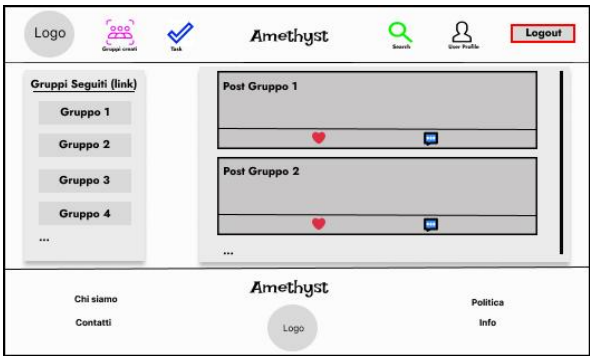 Logo
Gruppi creati
Task
Amethyst
Search
User Profile
Logout
Gruppi Seguiti (link)
Gruppo 1
Gruppo 2
Gruppo 3
Gruppo 4
...
Post Gruppo 1
Post Gruppo 2
...
Chi siamo
Contatti
Amethyst
Logo
Politica
Info